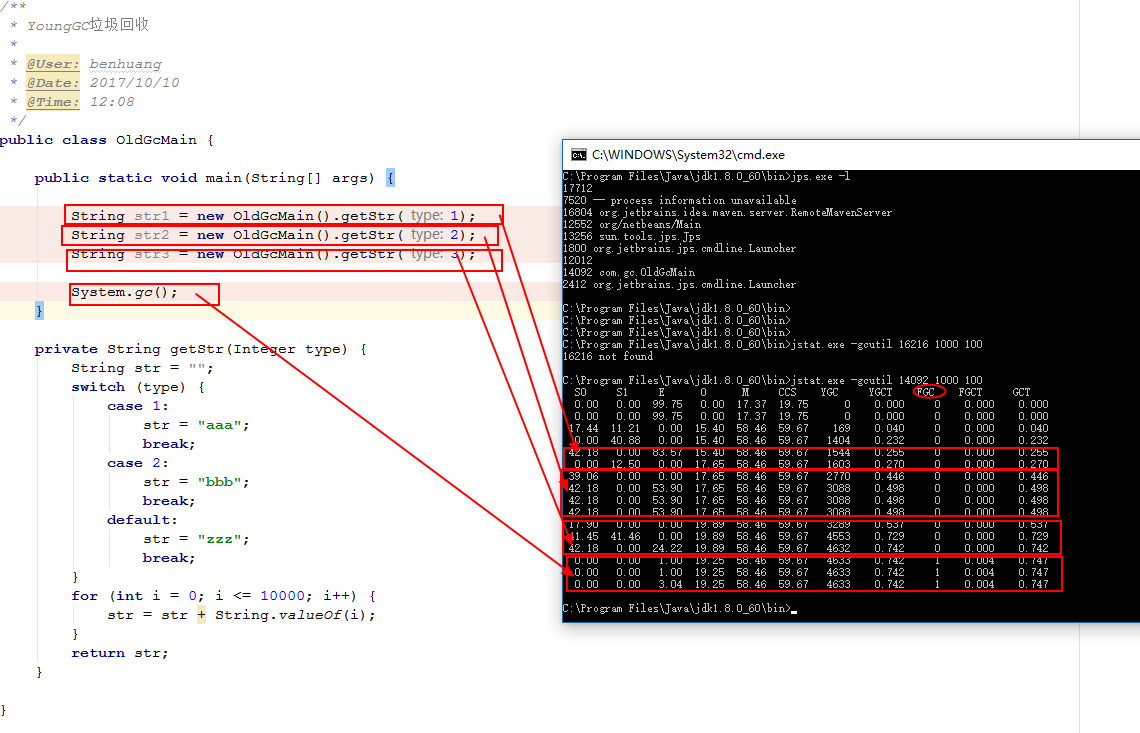 /**
* YoungGC垃圾回收
*
* @User: benhuang
* @Date: 2017/10/10
* @Time: 12:08
*/
public class OldGcMain {
public static void main(String[] args) {
String str1 = new OldGcMain().getStr( type: 1);
String str2 = new OldGcMain().getStr( type: 2);
String str3 = new OldGcMain().getStr( type: 3);
System.gc();
}
private String getStr(Integer type) {
String str = "";
switch (type) {
case 1:
str = "aaa";
break;
case 2:
str = "bbb";
break;
default:
str = "zzz";
break;
}
for (int i = 0; i <= 10000; i++) {
str = str + String.valueOf(i);
}
return str;
}
}
C:\WINDOWS\System32\cmd.exe
C:\Program Files\Java\jdk1.8.0_60\bin>jps.exe -l
17712
7520 -- process information unavailable
16804 org.jetbrains.idea.maven.server.RemoteMavenServer
12552 org/netbeans/Main
13256 sun.tools.jps.Jps
1800 org.jetbrains.jps.cmdline.Launcher
12012
14092 com.gc.OldGcMain
2412 org.jetbrains.jps.cmdline.Launcher
C:\Program Files\Java\jdk1.8.0_60\bin>
C:\Program Files\Java\jdk1.8.0_60\bin>
C:\Program Files\Java\jdk1.8.0_60\bin>
C:\Program Files\Java\jdk1.8.0_60\bin>jstat.exe -gcutil 16216 1000 100
16216 not found
C:\Program Files\Java\jdk1.8.0_60\bin>jstat.exe -gcutil 14092 1000 100
S0 S1 E O M CCS YGC YGCT FGC FGCT GCT
0.00 0.00 99.75 0.00 17.37 19.75 0 0.000 0 0.000 0.000
0.00 0.00 99.75 0.00 17.37 19.75 0 0.000 0 0.000 0.000
17.44 11.21 0.00 15.40 58.46 59.67 169 0.040 0 0.000 0.040
0.00 40.88 0.00 15.40 58.46 59.67 1404 0.232 0 0.000 0.232
42.18 0.00 83.57 15.40 58.46 59.67 1544 0.255 0 0.000 0.255
0.00 12.50 0.00 17.65 58.46 59.67 1603 0.270 0 0.000 0.270
39.06 0.00 0.00 17.65 58.46 59.67 2770 0.446 0 0.000 0.446
42.18 0.00 53.90 17.65 58.46 59.67 3088 0.498 0 0.000 0.498
42.18 0.00 53.90 17.65 58.46 59.67 3088 0.498 0 0.000 0.498
42.18 0.00 53.90 17.65 58.46 59.67 3088 0.498 0 0.000 0.498
17.90 0.00 0.00 19.89 58.46 59.67 3289 0.537 0 0.000 0.537
41.45 41.46 0.00 19.89 58.46 59.67 4553 0.729 0 0.000 0.729
42.18 0.00 24.22 19.89 58.46 59.67 4632 0.742 0 0.000 0.742
0.00 0.00 1.00 19.25 58.46 59.67 4633 0.742 1 0.004 0.747
0.00 0.00 1.00 19.25 58.46 59.67 4633 0.742 1 0.004 0.747
0.00 0.00 3.04 19.25 58.46 59.67 4633 0.742 1 0.004 0.747
C:\Program Files\Java\jdk1.8.0_60\bin>